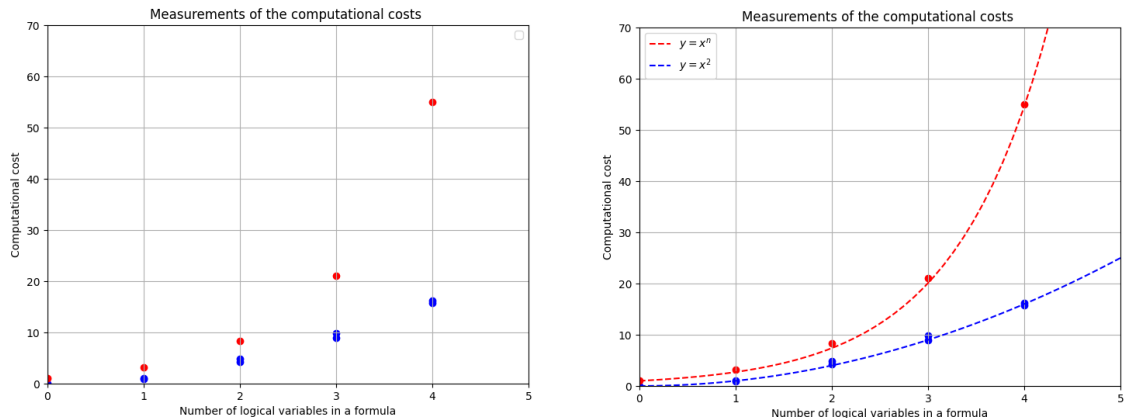 Measurements of the computational costs
70
60
50
40
30
20
10
0
Computational cost
0 1 2 3 4 5
Number of logical variables in a formula
Measurements of the computational costs
y = xⁿ
y = x²
70
60
50
40
30
20
10
0
Computational cost
0 1 2 3 4 5
Number of logical variables in a formula